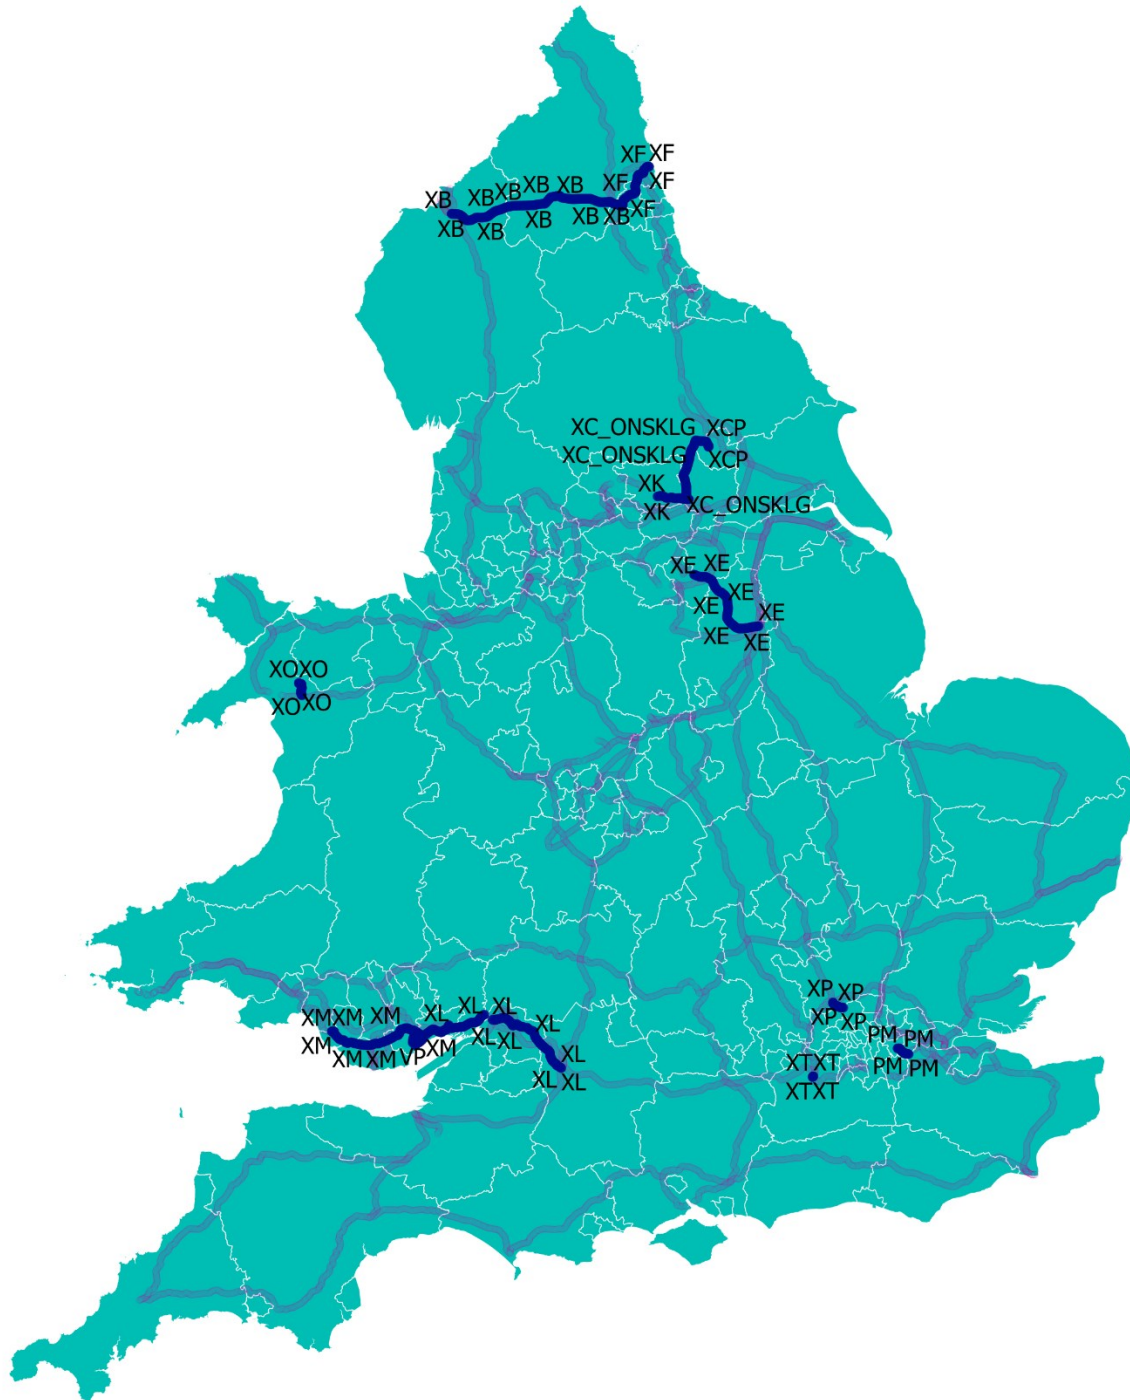 XF XF
XF XF
XB XB XB XB XB
XF
XB XB XB XB XB
XC_ONSKLG XCP
XC_ONSKLG XCP
XK
XK XC_ONSKLG
XE XE
XE
XE XE
XE XE
XOXO
XO XO
XP XP
XP XP
XMXM XM XL XL XL XL
XM XM XM VP XM XL XL
XL
XL XL
PM PM
PM PM
XTXT
XTXT